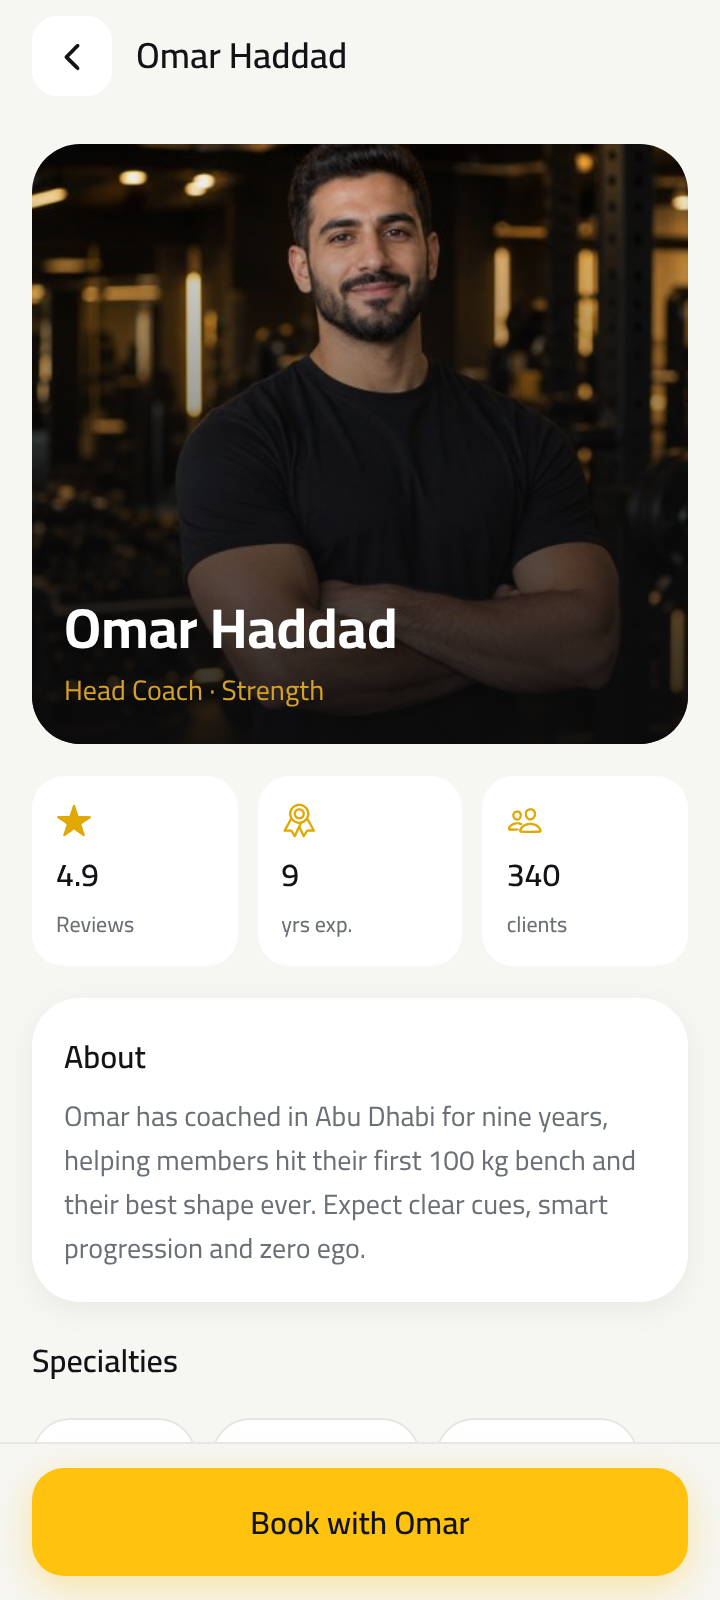 Omar Haddad
Omar Haddad
Head Coach · Strength
4.9
Reviews
9
yrs exp.
340
clients
About
Omar has coached in Abu Dhabi for nine years,
helping members hit their first 100 kg bench and
their best shape ever. Expect clear cues, smart
progression and zero ego.
Specialties
Book with Omar